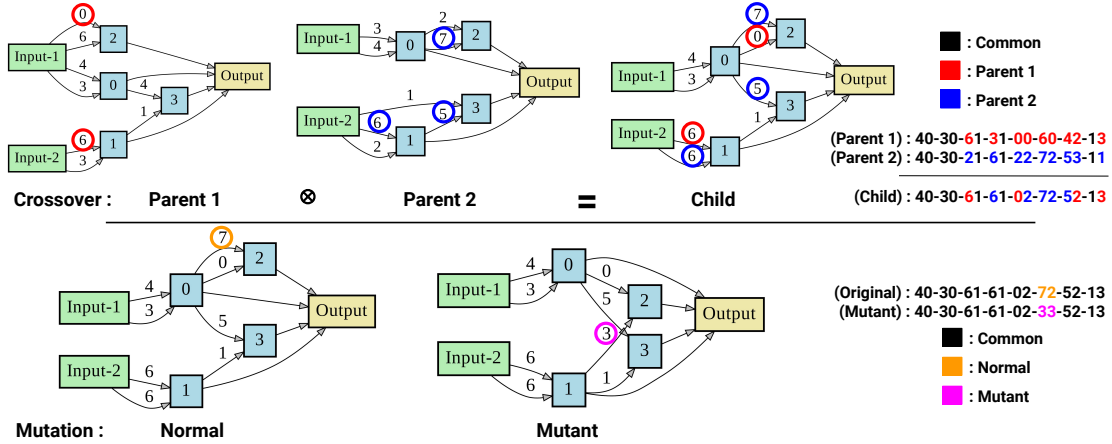 0
6
2
Input-1
4
3
0
4
3
1
Output
6
1
3
Input-2
Input-1
3
4
0
2
7
2
Output
1
Input-2
6
5
3
1
2
7
0
2
Input-1
4
3
0
5
Output
1
3
Input-2
6
6
1
: Common
: Parent 1
: Parent 2
(Parent 1) : 40-30-61-31-00-60-42-13
(Parent 2) : 40-30-21-61-22-72-53-11
(Child) : 40-30-61-61-02-72-52-13
Crossover : Parent 1 ⊗ Parent 2 = Child
7
0
2
Input-1
4
3
0
5
Output
1
3
Input-2
6
6
1
Input-1
4
3
0
0
5
2
Output
3
3
Input-2
6
6
1
1
(Original) : 40-30-61-61-02-72-52-13
(Mutant) : 40-30-61-61-02-33-52-13
: Common
: Normal
: Mutant
Mutation : Normal Mutant